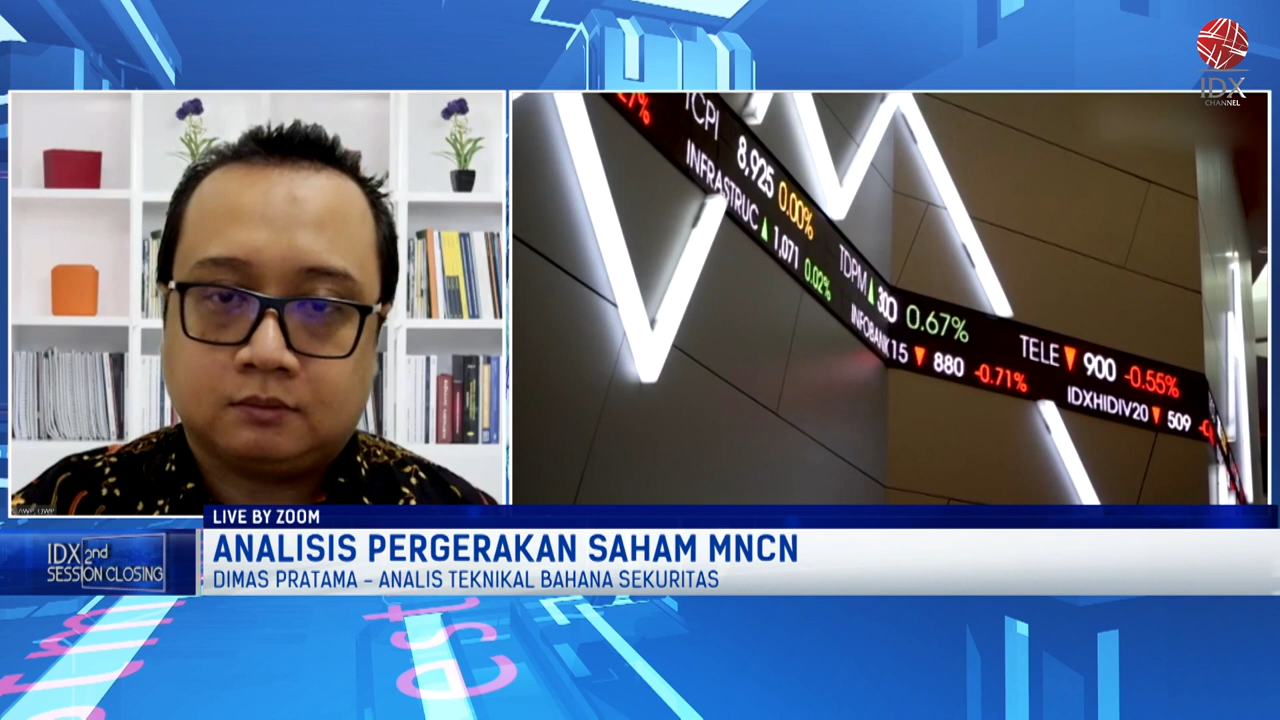 IDX
CHANNEL
TCPI
8,925 0.00%
INFRASTRUC ▲ 1,071 0.02%
TDPM ▲ 300 0.67%
INFOBANK15 ▼ 880 -0.71%
TELE ▼ 900 -0.55%
IDXHIDIV20 ▼ 509
LIVE BY ZOOM
IDX 2nd
SESSION CLOSING
ANALISIS PERGERAKAN SAHAM MNCN
DIMAS PRATAMA – ANALIS TEKNIKAL BAHANA SEKURITAS